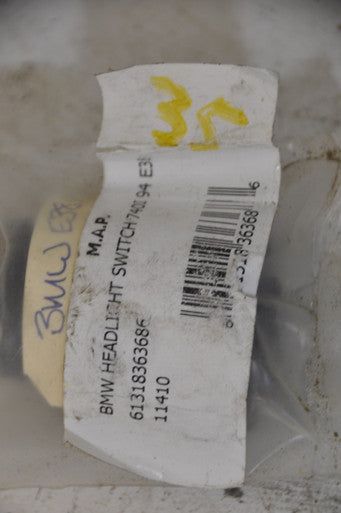 35
M.A.P.
BMW HEADLIGHT SWITCH 740I 94 E38
61318363686
11410
BMW E38